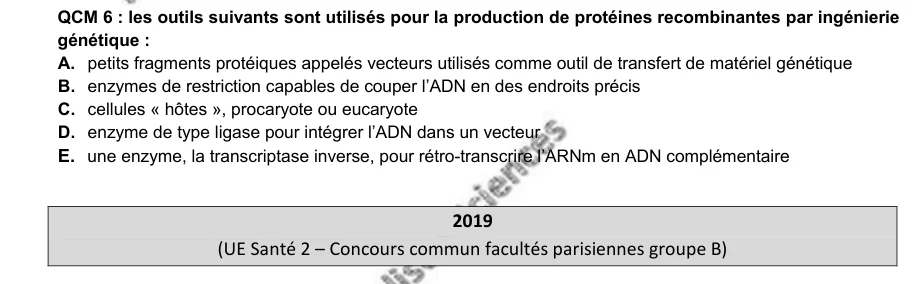 QCM 6 : les outils suivants sont utilisés pour la production de protéines recombinantes par ingénierie
génétique :
A. petits fragments protéiques appelés vecteurs utilisés comme outil de transfert de matériel génétique
B. enzymes de restriction capables de couper l'ADN en des endroits précis
C. cellules « hôtes », procaryote ou eucaryote
D. enzyme de type ligase pour intégrer l'ADN dans un vecteur
E. une enzyme, la transcriptase inverse, pour rétro-transcrire l'ARNm en ADN complémentaire
2019
(UE Santé 2 – Concours commun facultés parisiennes groupe B)